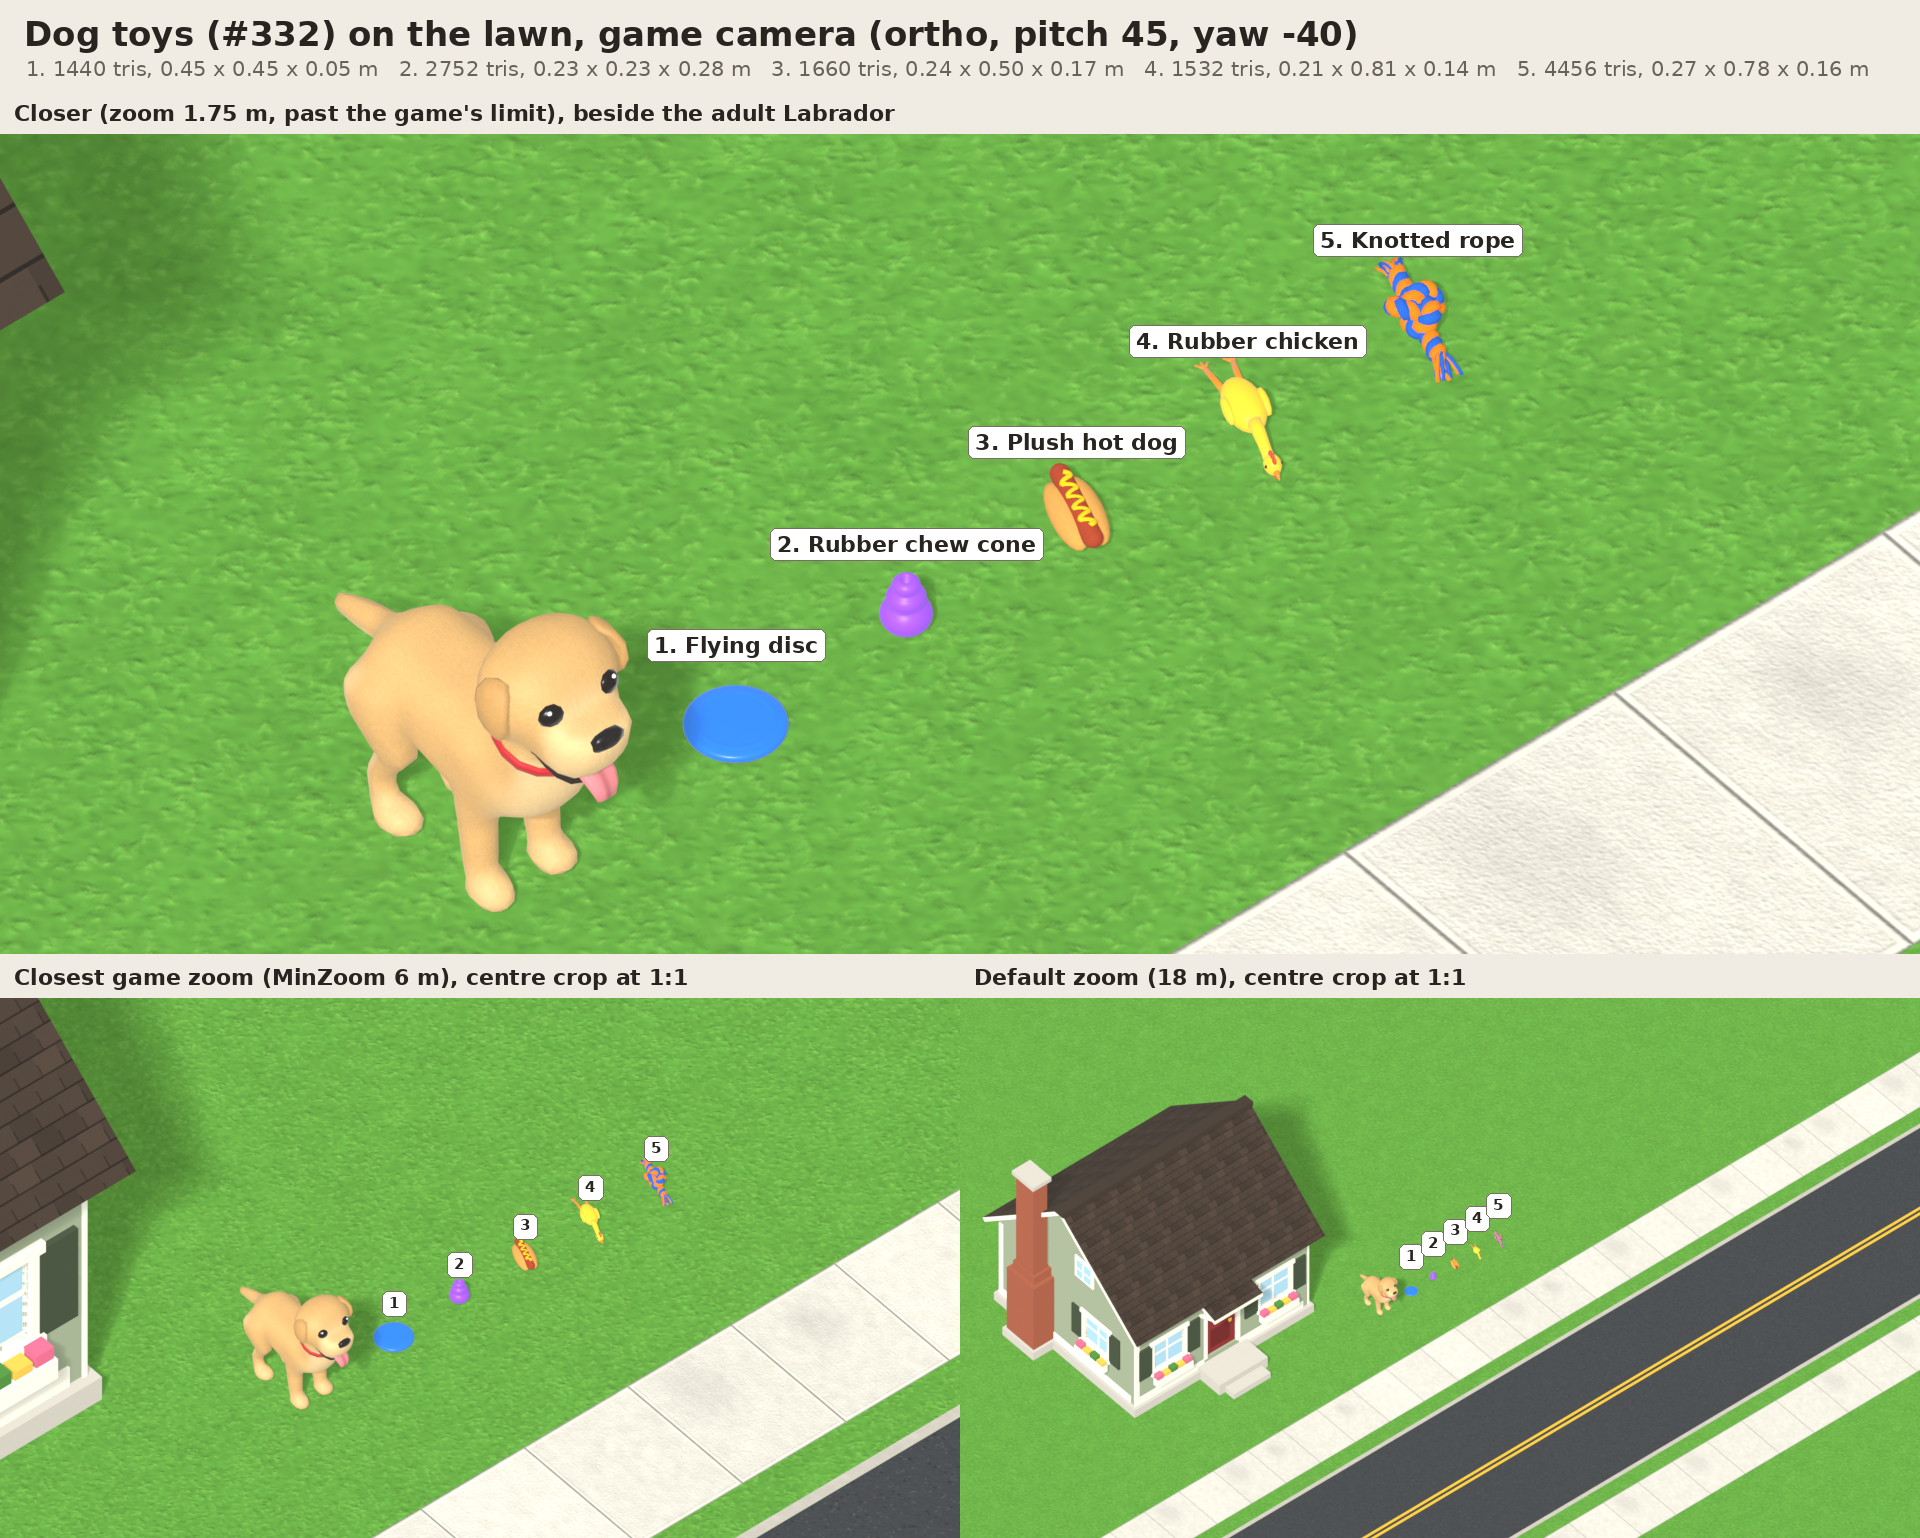 Dog toys (#332) on the lawn, game camera (ortho, pitch 45, yaw -40)
1. 1440 tris, 0.45 x 0.45 x 0.05 m 2. 2752 tris, 0.23 x 0.23 x 0.28 m 3. 1660 tris, 0.24 x 0.50 x 0.17 m 4. 1532 tris, 0.21 x 0.81 x 0.14 m 5. 4456 tris, 0.27 x 0.78 x 0.16 m
Closer (zoom 1.75 m, past the game's limit), beside the adult Labrador
5. Knotted rope
4. Rubber chicken
3. Plush hot dog
2. Rubber chew cone
1. Flying disc
Closest game zoom (MinZoom 6 m), centre crop at 1:1
5
4
3
2
1
Default zoom (18 m), centre crop at 1:1
5
4
3
2
1